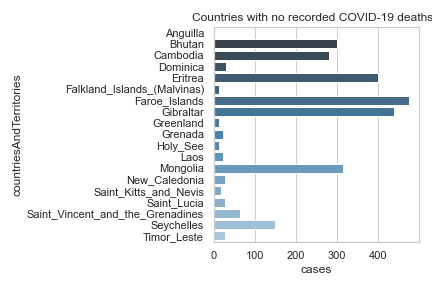 Countries with no recorded COVID-19 deaths
countriesAndTerritories
Anguilla
Bhutan
Cambodia
Dominica
Eritrea
Falkland_Islands_(Malvinas)
Faroe_Islands
Gibraltar
Greenland
Grenada
Holy_See
Laos
Mongolia
New_Caledonia
Saint_Kitts_and_Nevis
Saint_Lucia
Saint_Vincent_and_the_Grenadines
Seychelles
Timor_Leste
0 100 200 300 400
cases